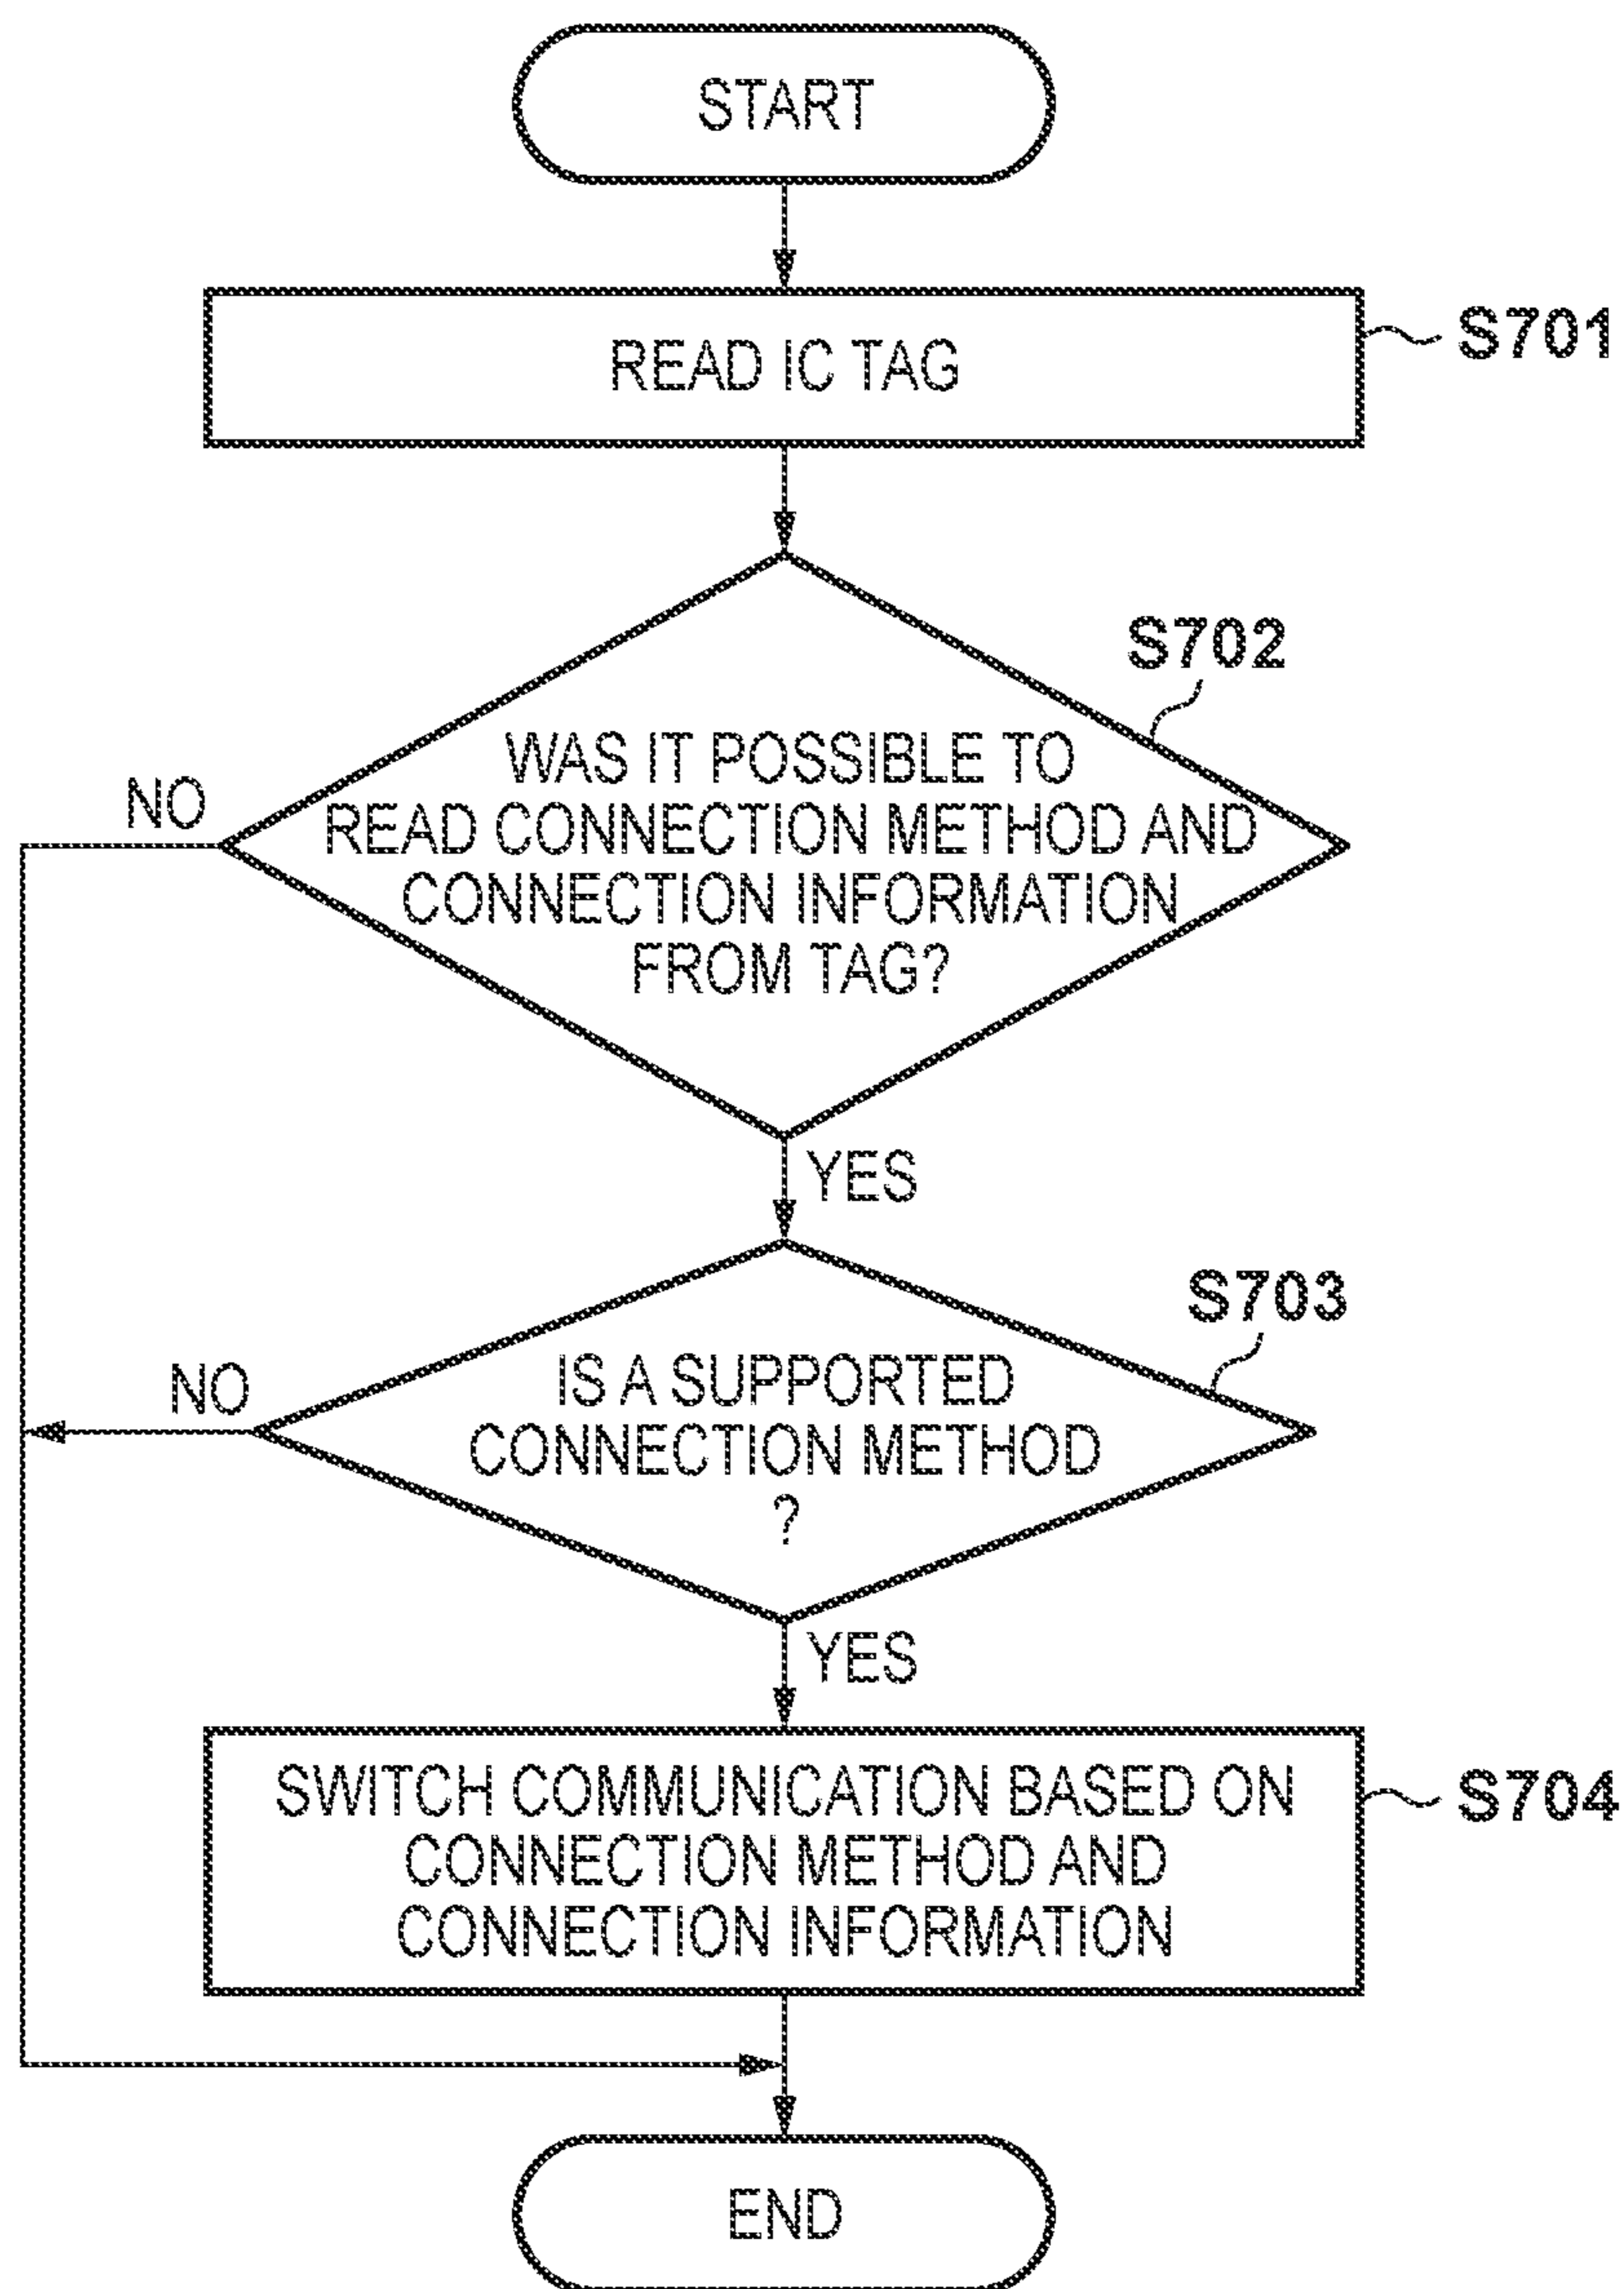 START
READ IC TAG
S701
S702
WAS IT POSSIBLE TO
READ CONNECTION METHOD AND
CONNECTION INFORMATION
FROM TAG?
NO
YES
S703
IS A SUPPORTED
CONNECTION METHOD
?
NO
YES
SWITCH COMMUNICATION BASED ON
CONNECTION METHOD AND
CONNECTION INFORMATION
S704
END